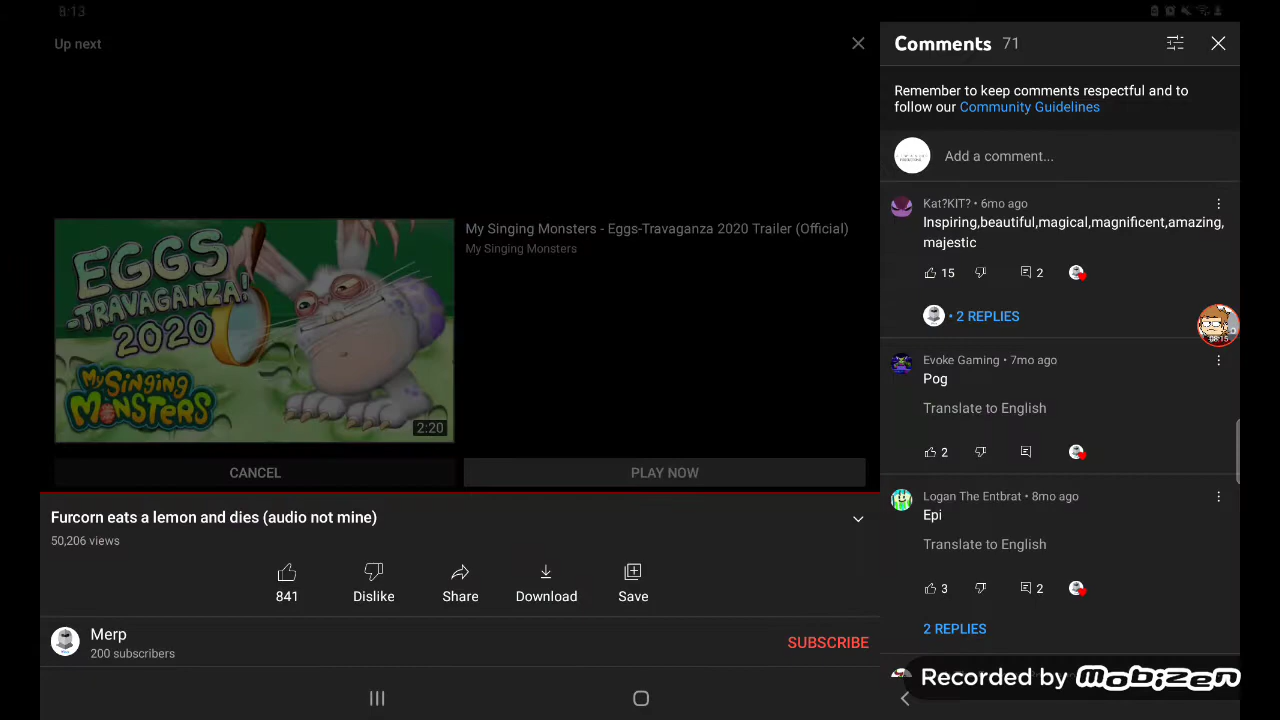 8:13
Up next
EGGS
-TRAVAGANZA!
2020
My Singing
Monsters
2:20
My Singing Monsters - Eggs-Travaganza 2020 Trailer (Official)
My Singing Monsters
CANCEL
PLAY NOW
Furcorn eats a lemon and dies (audio not mine)
50,206 views
841
Dislike
Share
Download
Save
Merp
200 subscribers
SUBSCRIBE
Comments 71
Remember to keep comments respectful and to
follow our Community Guidelines
Add a comment...
Kat?KIT? • 6mo ago
Inspiring,beautiful,magical,magnificent,amazing,
majestic
15
2
• 2 REPLIES
08:15
Evoke Gaming • 7mo ago
Pog
Translate to English
2
Logan The Entbrat • 8mo ago
Epi
Translate to English
3
2
2 REPLIES
Recorded by mobizen